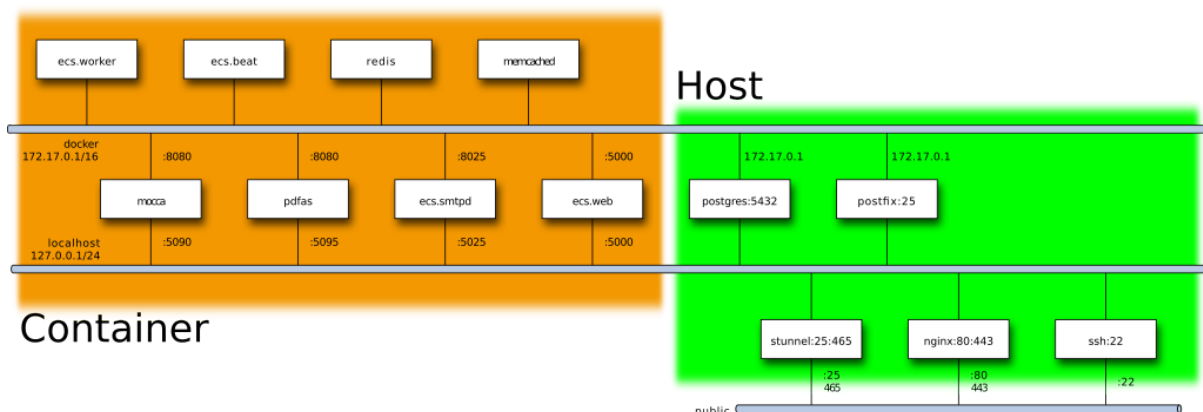 ecs.worker
ecs.beat
redis
memcached
Host
docker
172.17.0.1/16
:8080
:8080
:8025
:5000
172.17.0.1
172.17.0.1
mocca
pdfas
ecs.smtpd
ecs.web
postgres:5432
postfix:25
localhost
127.0.0.1/24
:5090
:5095
:5025
:5000
Container
stunnel:25:465
nginx:80:443
ssh:22
:25
465
:80
443
:22
public